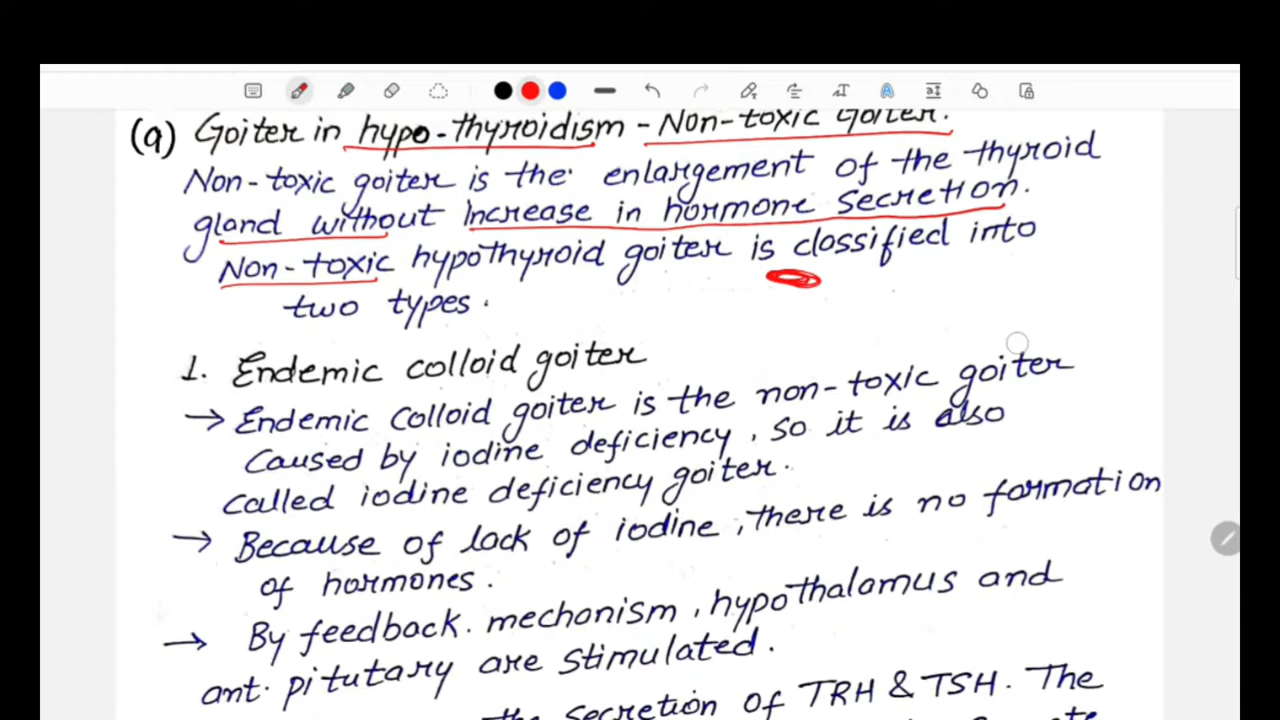 (a) Goiter in hypo-thyroidism - Non-toxic Goiter.
Non-toxic goiter is the enlargement of the thyroid
gland without Increase in hormone secretion.
Non-toxic hypothyroid goiter is classified into
two types.
1. Endemic colloid goiter
→ Endemic colloid goiter is the non-toxic goiter
caused by iodine deficiency, so it is also
called iodine deficiency goiter.
→ Because of lack of iodine, there is no formation
of hormones.
→ By feedback. mechonism, hypothalamus and
ant. pitutary are stimulated.
the secretion of TRH & TSH. The